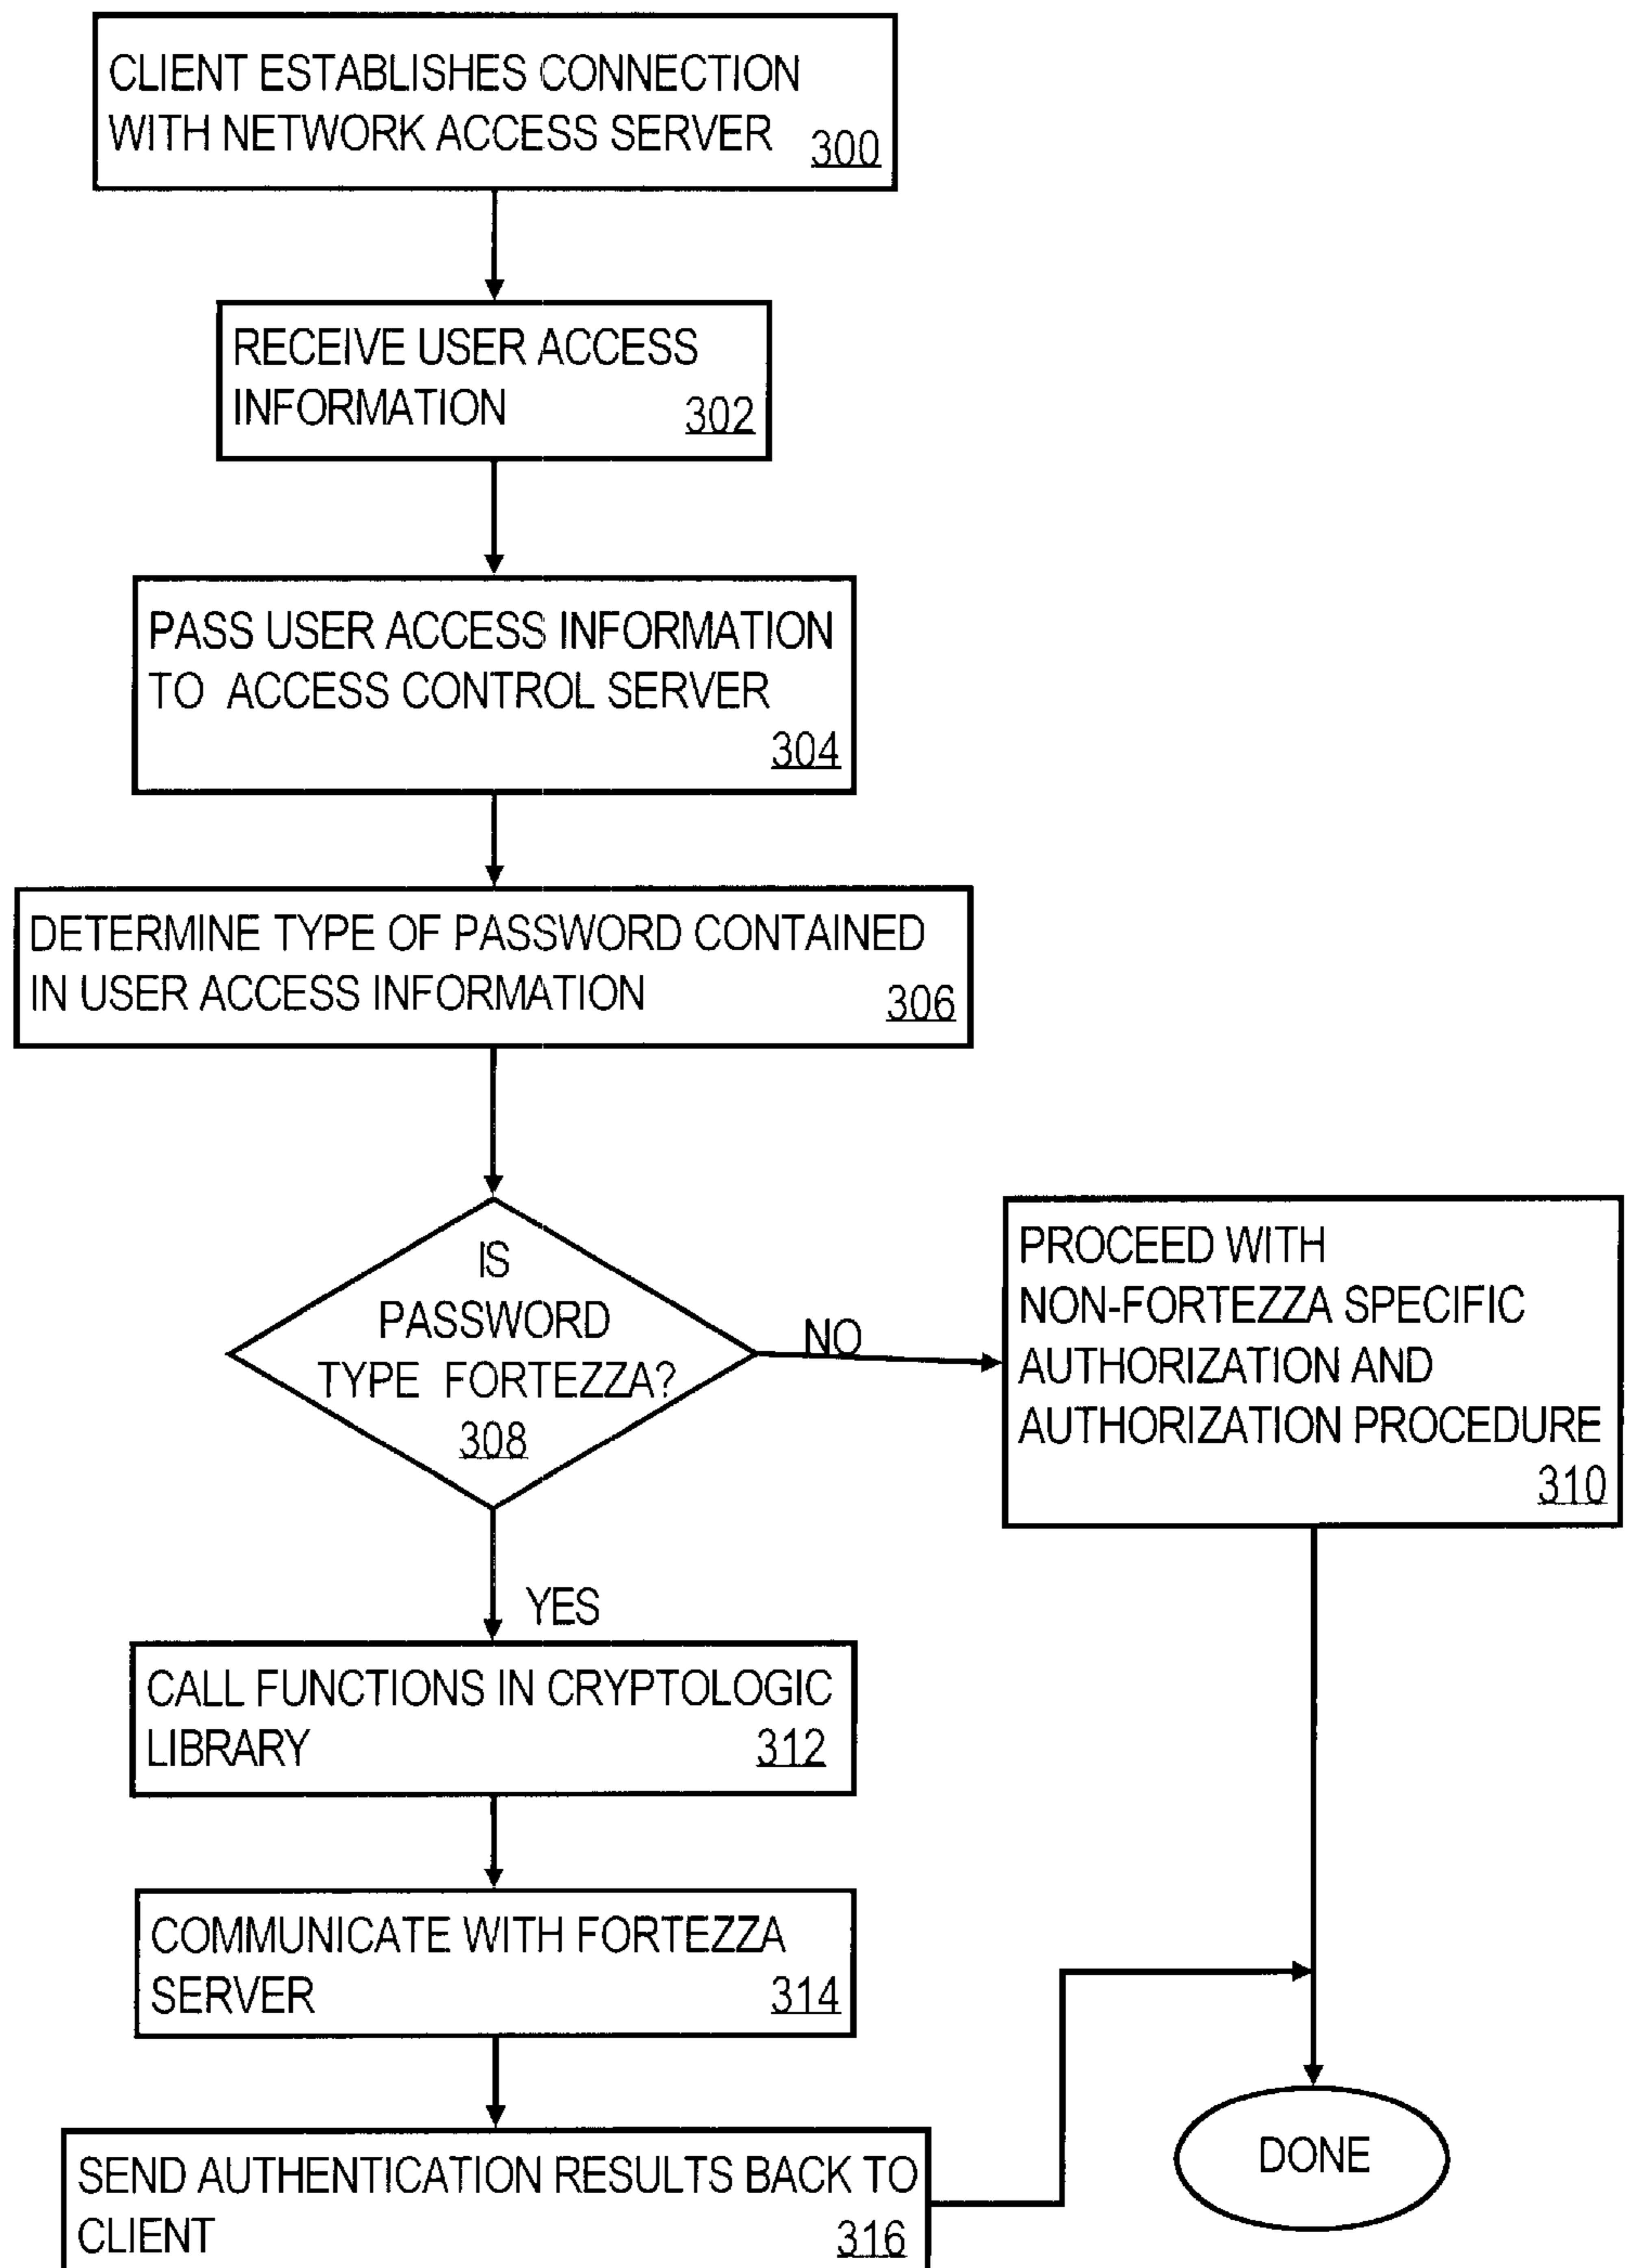 CLIENT ESTABLISHES CONNECTION
WITH NETWORK ACCESS SERVER 300
RECEIVE USER ACCESS
INFORMATION 302
PASS USER ACCESS INFORMATION
TO ACCESS CONTROL SERVER
304
DETERMINE TYPE OF PASSWORD CONTAINED
IN USER ACCESS INFORMATION 306
IS
PASSWORD
TYPE FORTEZZA?
308
NO
PROCEED WITH
NON-FORTEZZA SPECIFIC
AUTHORIZATION AND
AUTHORIZATION PROCEDURE
310
YES
CALL FUNCTIONS IN CRYPTOLOGIC
LIBRARY 312
COMMUNICATE WITH FORTEZZA
SERVER 314
SEND AUTHENTICATION RESULTS BACK TO
CLIENT 316
DONE